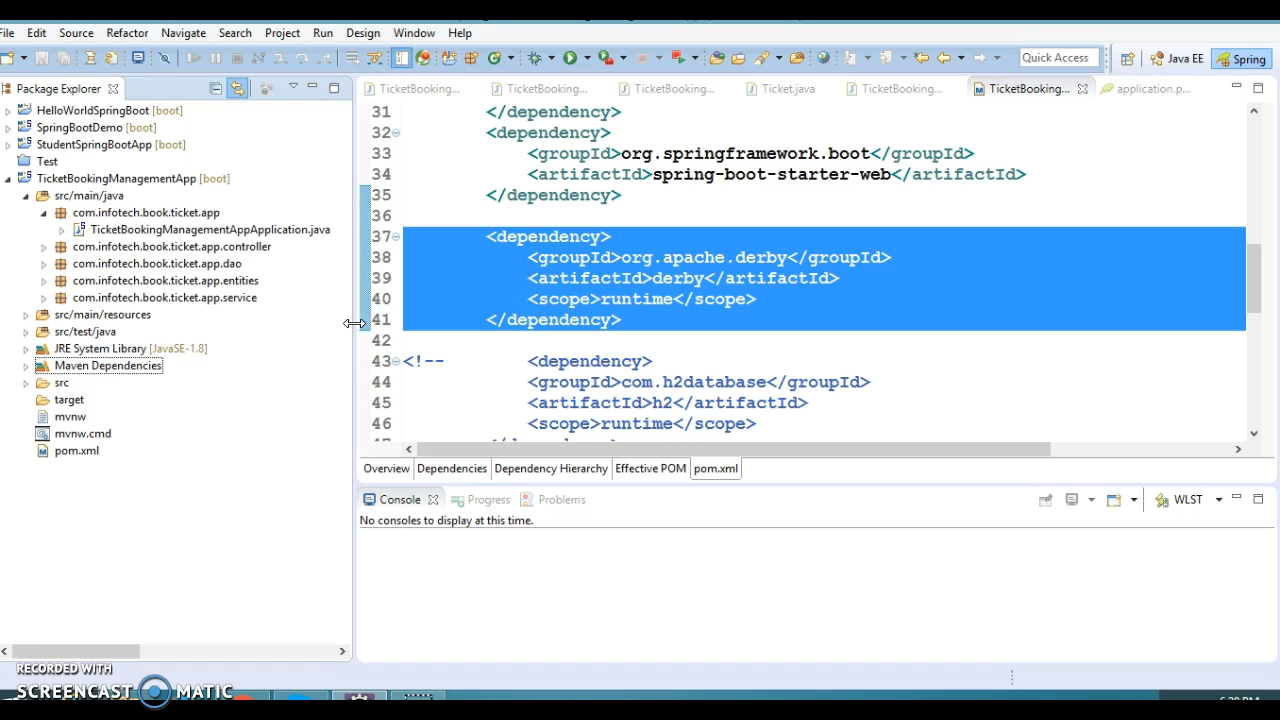 File Edit Source Refactor Navigate Search Project Run Design Window Help
Quick Access Java EE Spring
Package Explorer
HelloWorldSpringBoot [boot]
SpringBootDemo [boot]
StudentSpringBootApp [boot]
Test
TicketBookingManagementApp [boot]
src/main/java
com.infotech.book.ticket.app
TicketBookingManagementAppApplication.java
com.infotech.book.ticket.app.controller
com.infotech.book.ticket.app.dao
com.infotech.book.ticket.app.entities
com.infotech.book.ticket.app.service
src/main/resources
src/test/java
JRE System Library [JavaSE-1.8]
Maven Dependencies
src
target
mvnw
mvnw.cmd
pom.xml
TicketBooking... TicketBooking... TicketBooking... Ticket.java TicketBooking... TicketBooking... application.p...
31 </dependency>
32 <dependency>
33 <groupId>org.springframework.boot</groupId>
34 <artifactId>spring-boot-starter-web</artifactId>
35 </dependency>
36
37 <dependency>
38 <groupId>org.apache.derby</groupId>
39 <artifactId>derby</artifactId>
40 <scope>runtime</scope>
41 </dependency>
42
43 <!-- <dependency>
44 <groupId>com.h2database</groupId>
45 <artifactId>h2</artifactId>
46 <scope>runtime</scope>
Overview Dependencies Dependency Hierarchy Effective POM pom.xml
Console Progress Problems WLST
No consoles to display at this time.
RECORDED WITH
SCREENCAST MATIC